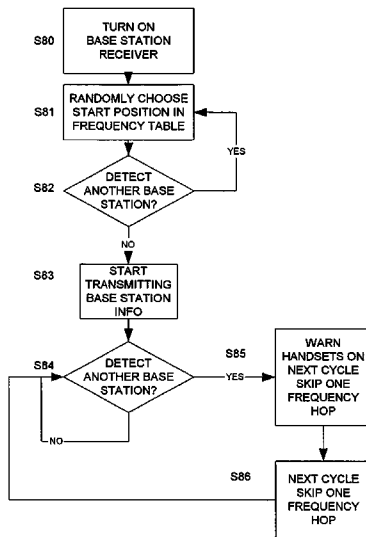 S80
TURN ON
BASE STATION
RECEIVER
S81
RANDOMLY CHOOSE
START POSITION IN
FREQUENCY TABLE
YES
S82
DETECT
ANOTHER BASE
STATION?
NO
S83
START
TRANSMITTING
BASE STATION
INFO
S84
DETECT
ANOTHER BASE
STATION?
NO
YES
S85
WARN
HANDSETS ON
NEXT CYCLE
SKIP ONE
FREQUENCY
HOP
S86
NEXT CYCLE
SKIP ONE
FREQUENCY
HOP